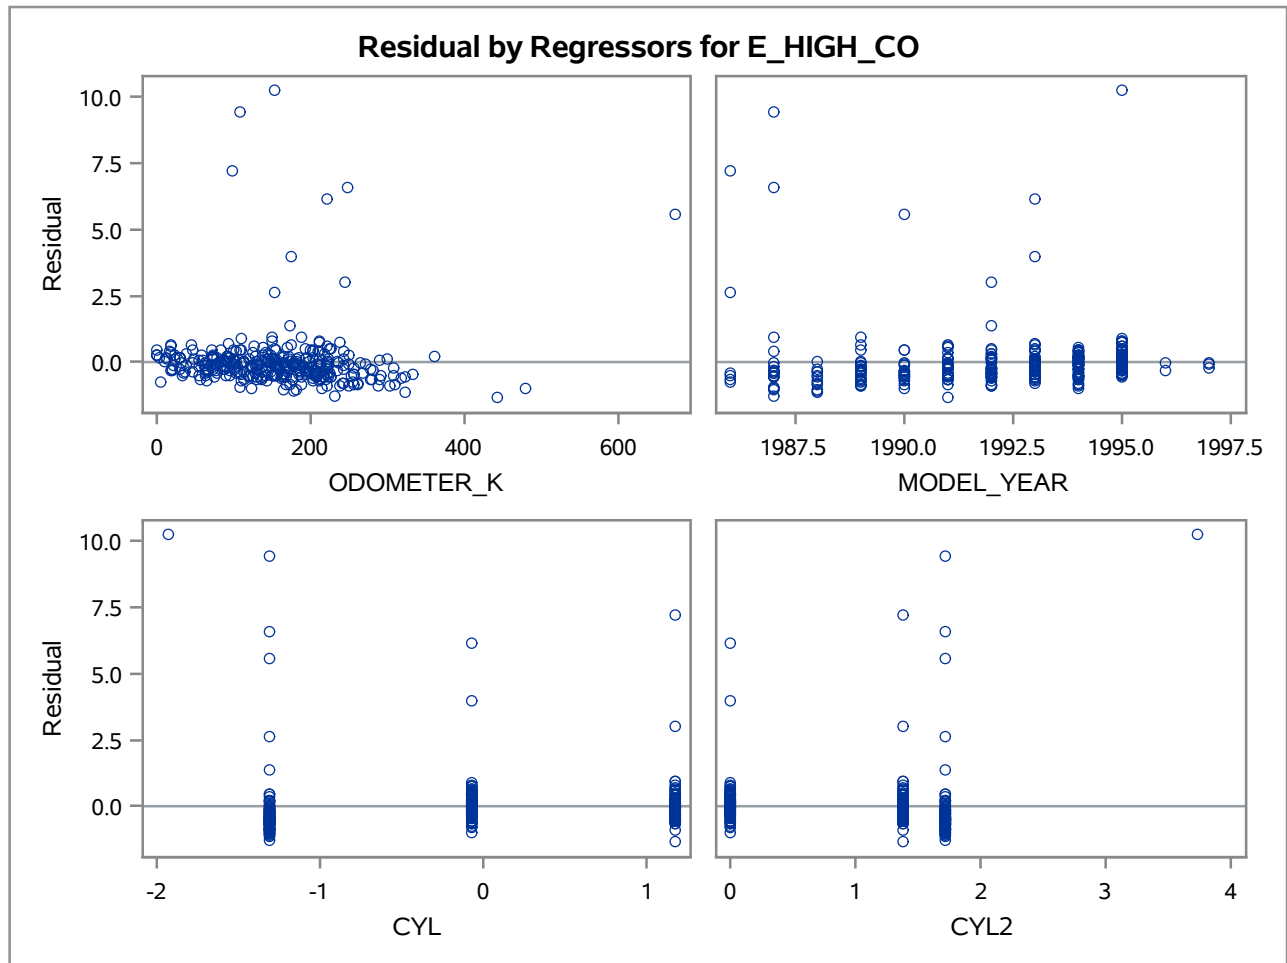 Residual by Regressors for E_HIGH_CO
10.0
7.5
5.0
2.5
0.0
Residual
0 200 400 600
ODOMETER_K
1987.5 1990.0 1992.5 1995.0 1997.5
MODEL_YEAR
10.0
7.5
5.0
2.5
0.0
Residual
-2 -1 0 1
CYL
0 1 2 3 4
CYL2